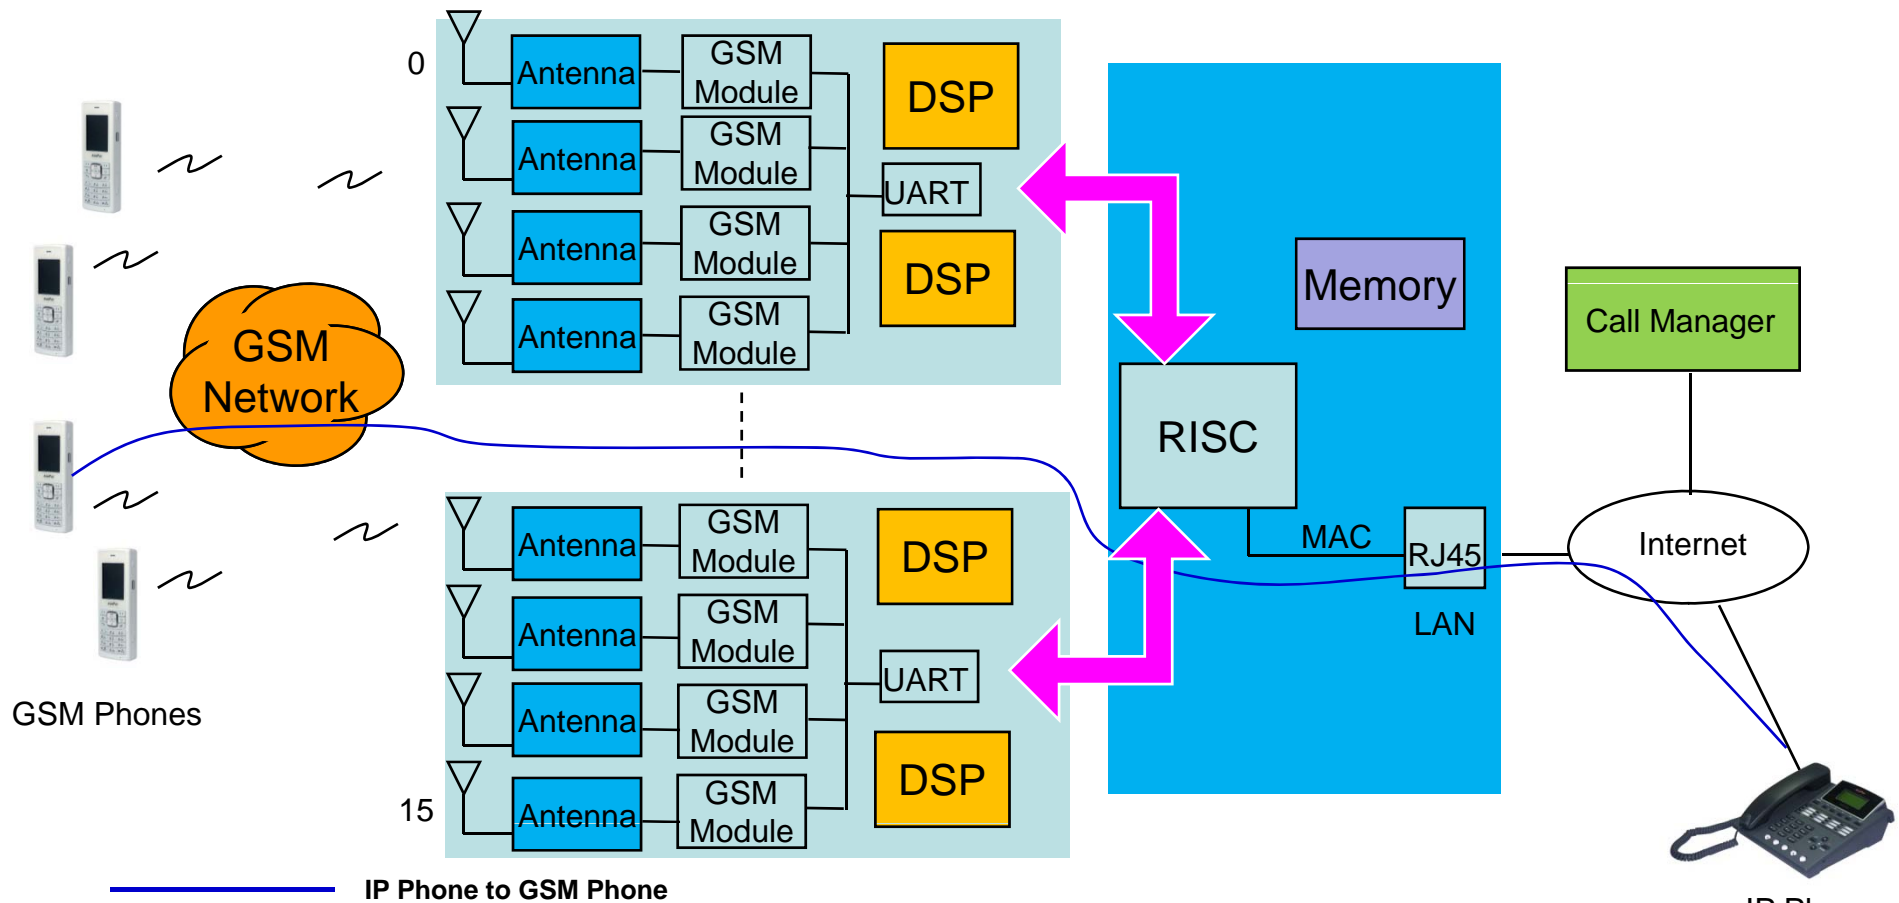 0
Antenna
GSM
Module
Antenna
GSM
Module
Antenna
GSM
Module
Antenna
GSM
Module
DSP
UART
DSP
GSM
Network
Memory
RISC
Call Manager
MAC
RJ45
LAN
Internet
Antenna
GSM
Module
Antenna
GSM
Module
Antenna
GSM
Module
Antenna
GSM
Module
DSP
UART
DSP
15
GSM Phones
IP Phone to GSM Phone